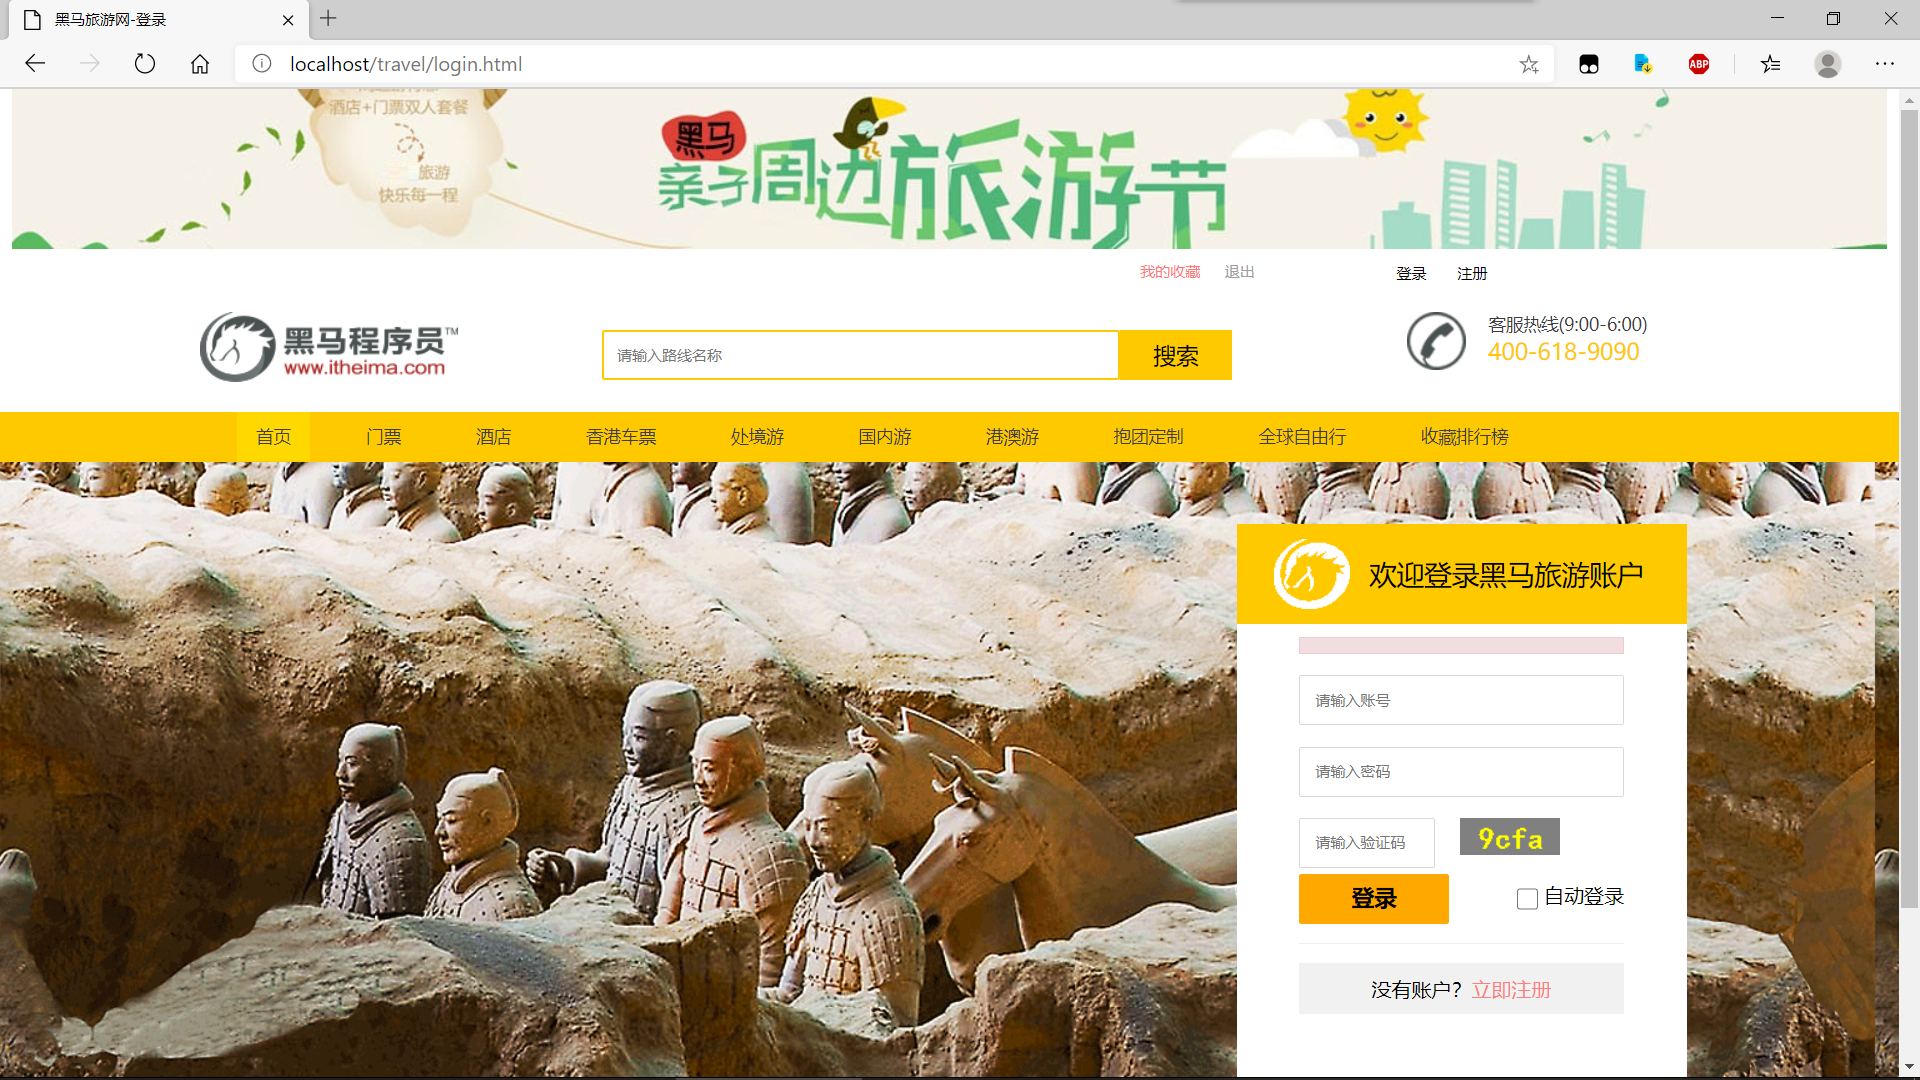 黑马旅游网-登录
localhost/travel/login.html
ABP
酒店+门票双人套餐
旅游
快乐每一程
黑马
亲子周边旅游节
我的收藏 退出 登录 注册
黑马程序员™
www.itheima.com
请输入路线名称 搜索
客服热线(9:00-6:00)
400-618-9090
首页 门票 酒店 香港车票 处境游 国内游 港澳游 抱团定制 全球自由行 收藏排行榜
欢迎登录黑马旅游账户
请输入账号
请输入密码
请输入验证码 9cfa
登录 自动登录
没有账户？立即注册